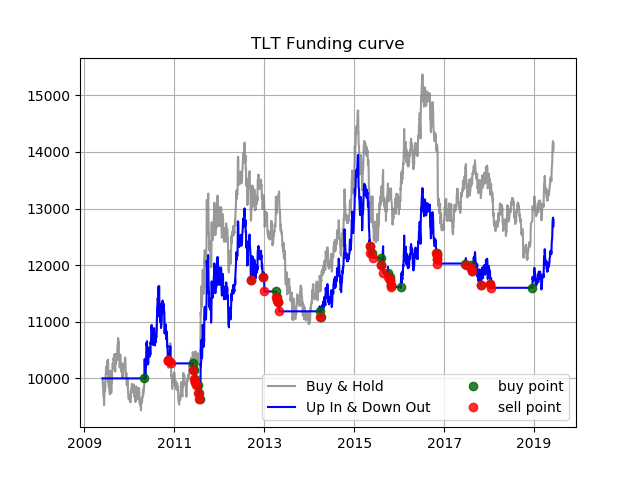 TLT Funding curve
15000
14000
13000
12000
11000
10000
2009 2011 2013 2015 2017 2019
Buy & Hold
Up In & Down Out
buy point
sell point